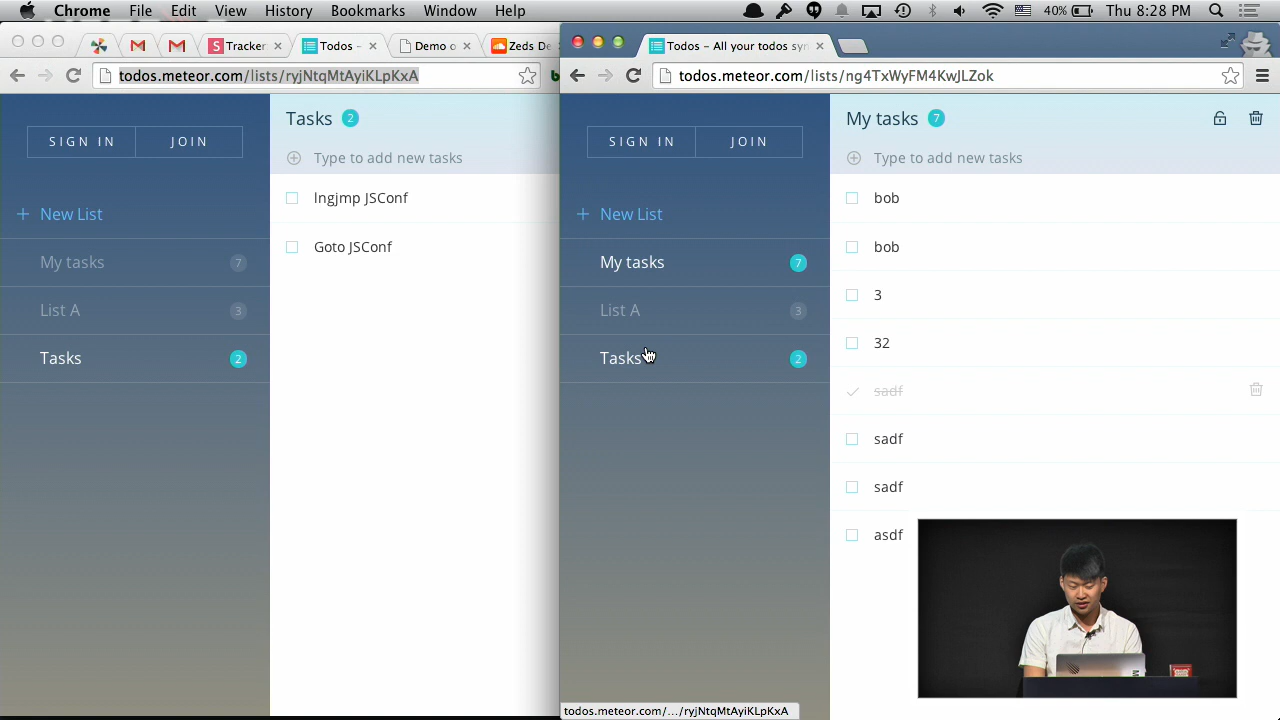 Chrome File Edit View History Bookmarks Window Help 40% Thu 8:28 PM
Tracker Todos – Demo o Zeds De
todos.meteor.com/lists/ryjNtqMtAyiKLpKxA
SIGN IN JOIN
New List
My tasks 7
List A 3
Tasks 2
Tasks 2
Type to add new tasks
Ingjmp JSConf
Goto JSConf
Todos – All your todos syn
todos.meteor.com/lists/ng4TxWyFM4KwJLZok
SIGN IN JOIN
New List
My tasks 7
List A 3
Tasks 2
My tasks 7
Type to add new tasks
bob
bob
3
32
sadf
sadf
sadf
asdf
todos.meteor.com/.../ryjNtqMtAyiKLpKxA